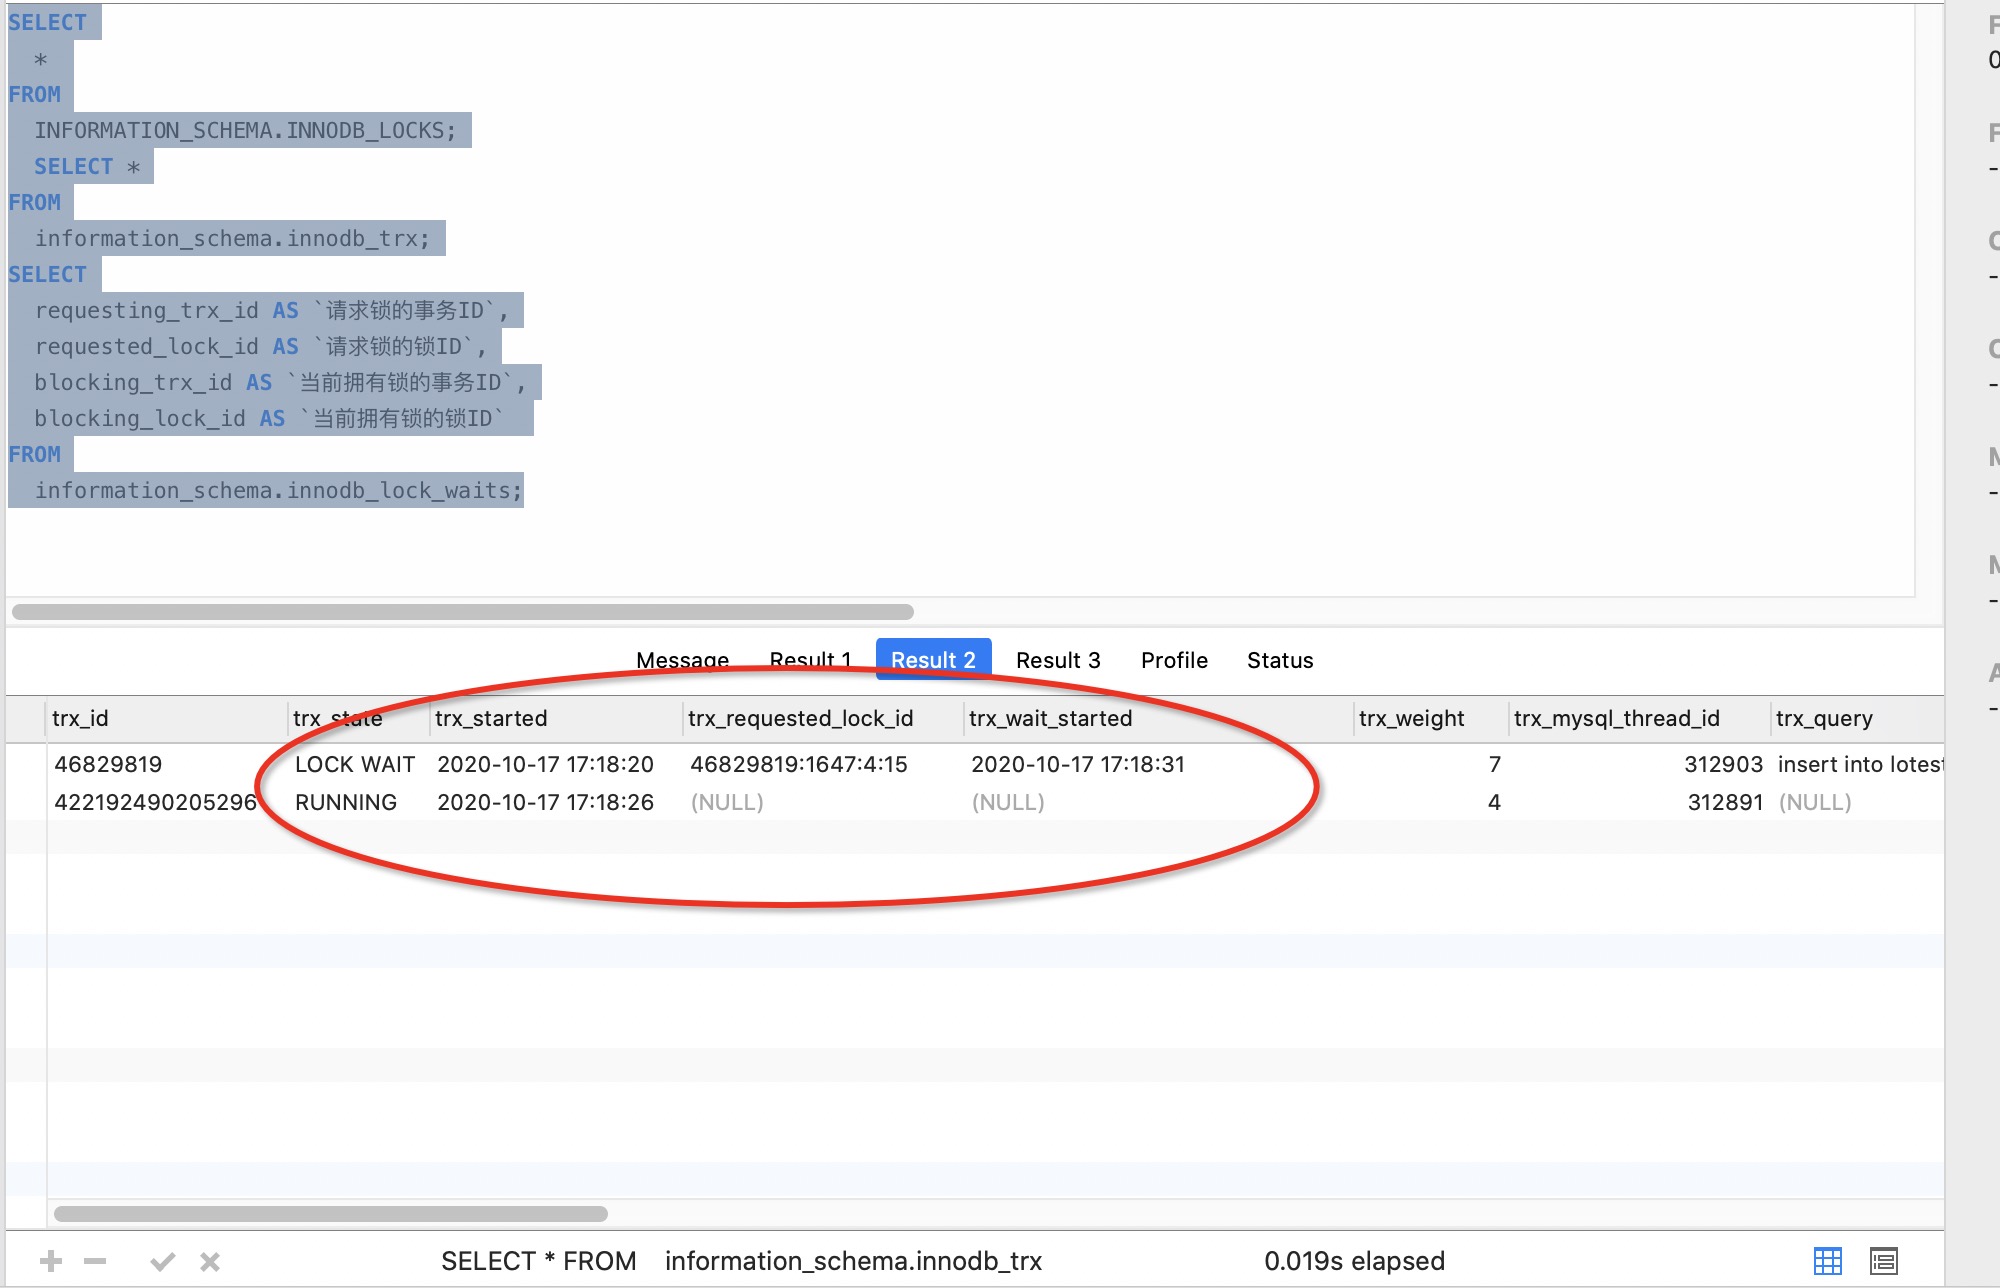 SELECT
  *
FROM
  INFORMATION_SCHEMA.INNODB_LOCKS;
  SELECT *
FROM
  information_schema.innodb_trx;
SELECT
  requesting_trx_id AS `请求锁的事务ID`,
  requested_lock_id AS `请求锁的锁ID`,
  blocking_trx_id AS `当前拥有锁的事务ID`,
  blocking_lock_id AS `当前拥有锁的锁ID`
FROM
  information_schema.innodb_lock_waits;
Message Result 1 Result 2 Result 3 Profile Status
trx_id trx_state trx_started trx_requested_lock_id trx_wait_started trx_weight trx_mysql_thread_id trx_query
46829819 LOCK WAIT 2020-10-17 17:18:20 46829819:1647:4:15 2020-10-17 17:18:31 7 312903 insert into lotest
422192490205296 RUNNING 2020-10-17 17:18:26 (NULL) (NULL) 4 312891 (NULL)
SELECT * FROM information_schema.innodb_trx 0.019s elapsed